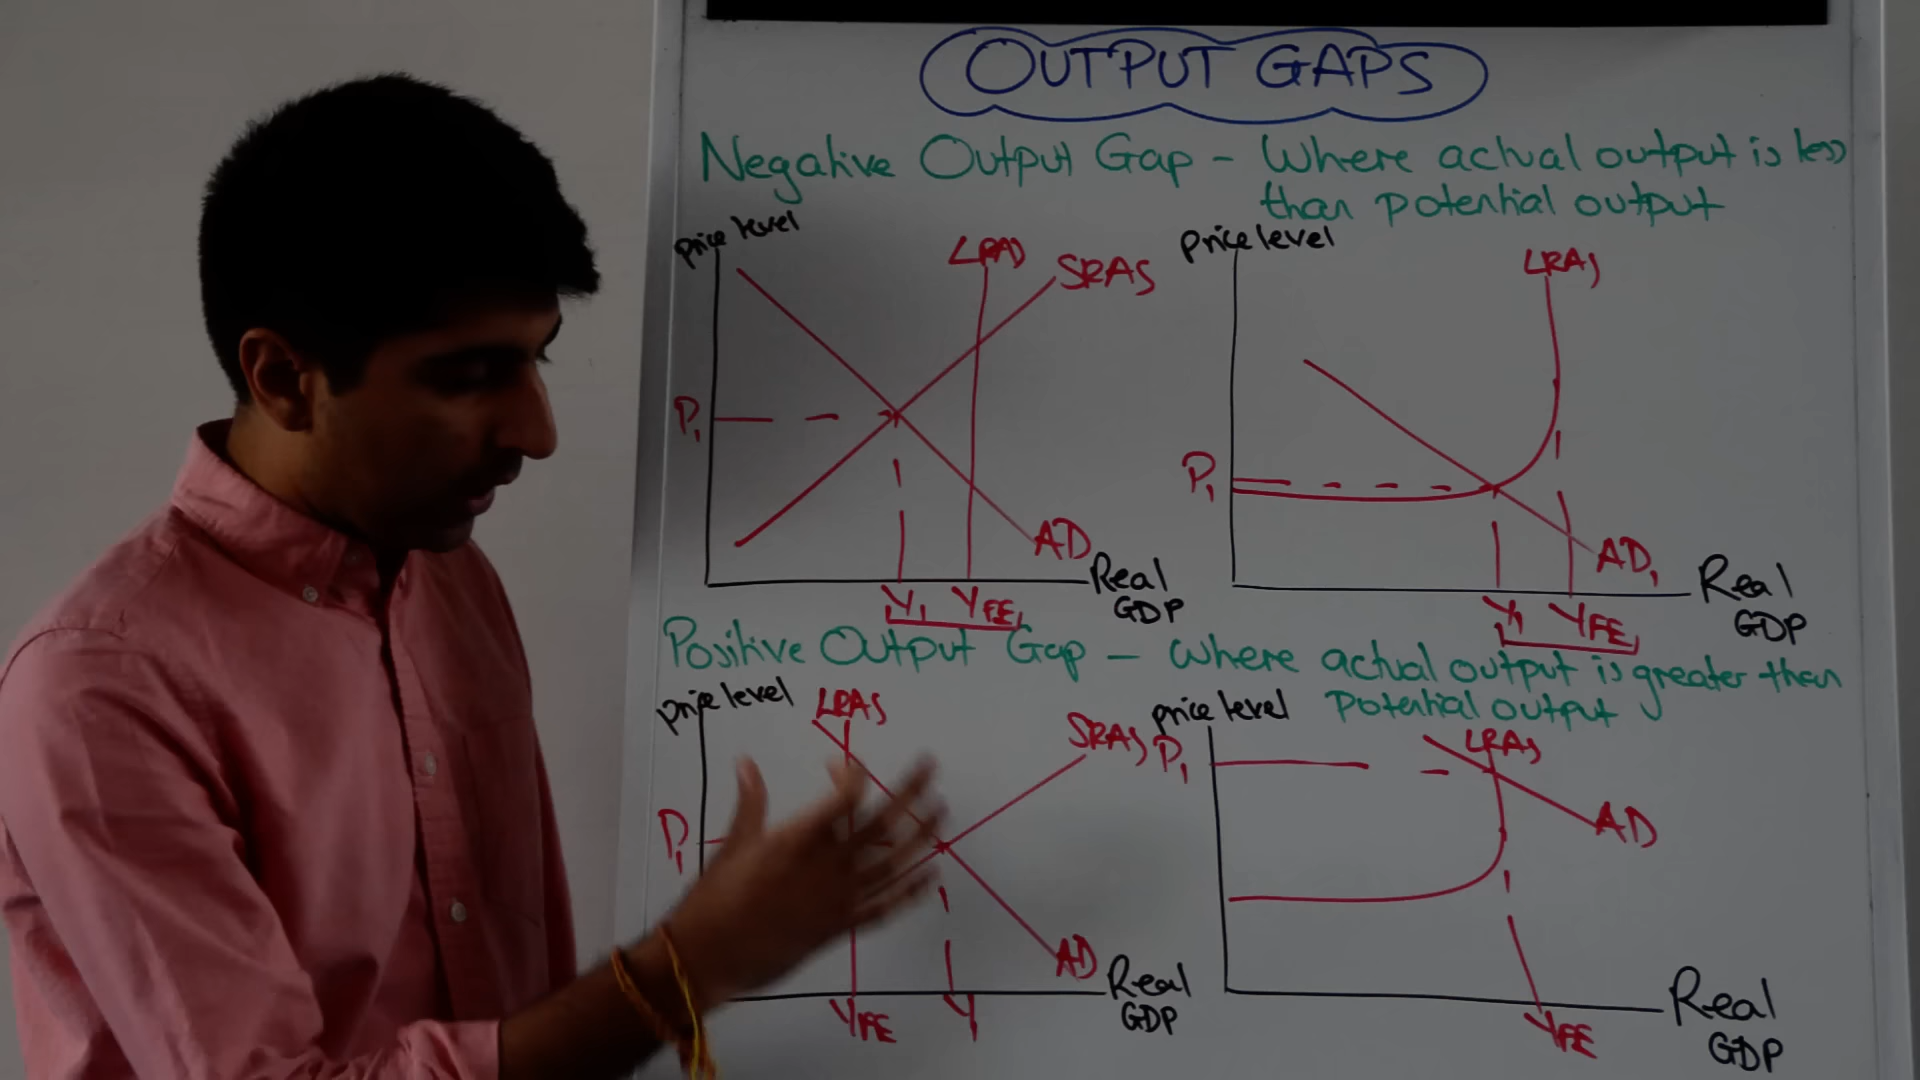 OUTPUT GAPS
Negative Output Gap - Where actual output is less
than potential output
price level
LRAS
SRAS
P1
AD
Real
GDP
Y1 YFE
price level
LRAS
P1
AD1
Real
GDP
Y1 YFE
Positive Output Gap - Where actual output is greater than
potential output
price level
LRAS
SRAS
P1
AD
Real
GDP
YFE Y1
price level
LRAS
P1
AD
Real
GDP
YFE